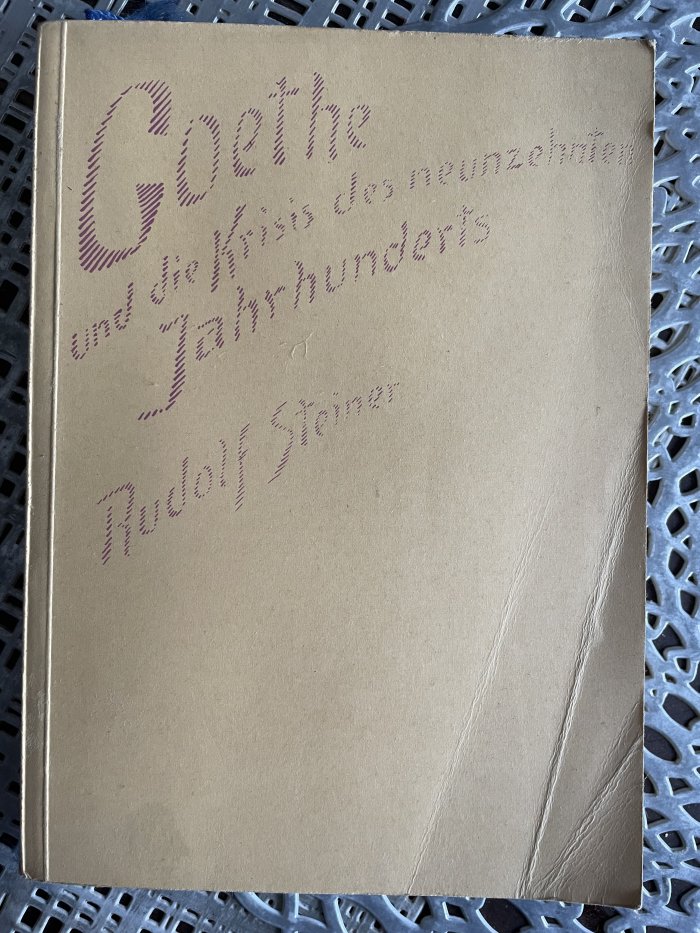 Goethe
und die Krisis des neunzehnten
Jahrhunderts
Rudolf Steiner